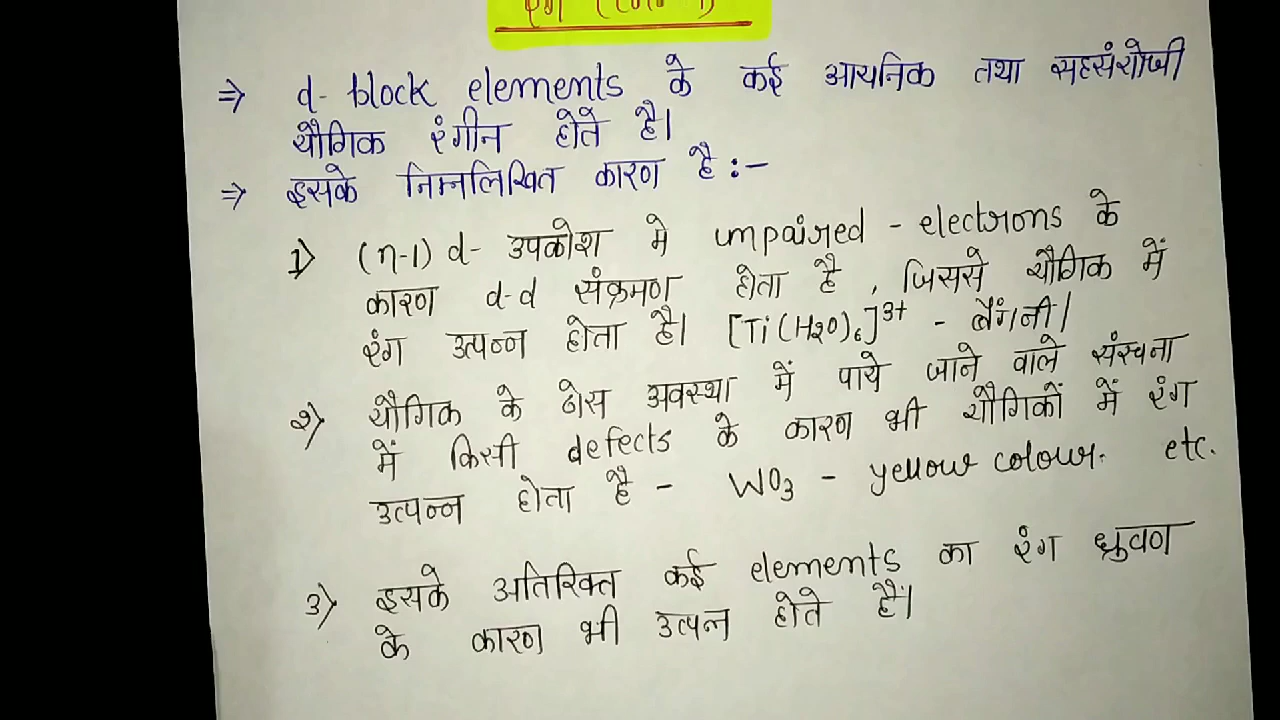 रंग
⇒ d- block elements के कई आयनिक तथा सहसंयोजी
यौगिक रंगीन होते है।
⇒ इसके निम्नलिखित कारण है :-
1) (n-1) d- उपकोश मे unpaired - electrons के
कारण d-d संक्रमण होता है , जिससे यौगिक में
रंग उत्पन्न होता है। [Ti(H2O)6]3+ - बैंगनी।
2) यौगिक के ठोस अवस्था में पाये जाने वाले संरचना
में किसी defects के कारण भी यौगिकों में रंग
उत्पन्न होता है - WO3 - yellow colour. etc.
3) इसके अतिरिक्त कई elements का रंग ध्रुवण
के कारण भी उत्पन्न होते हैं।